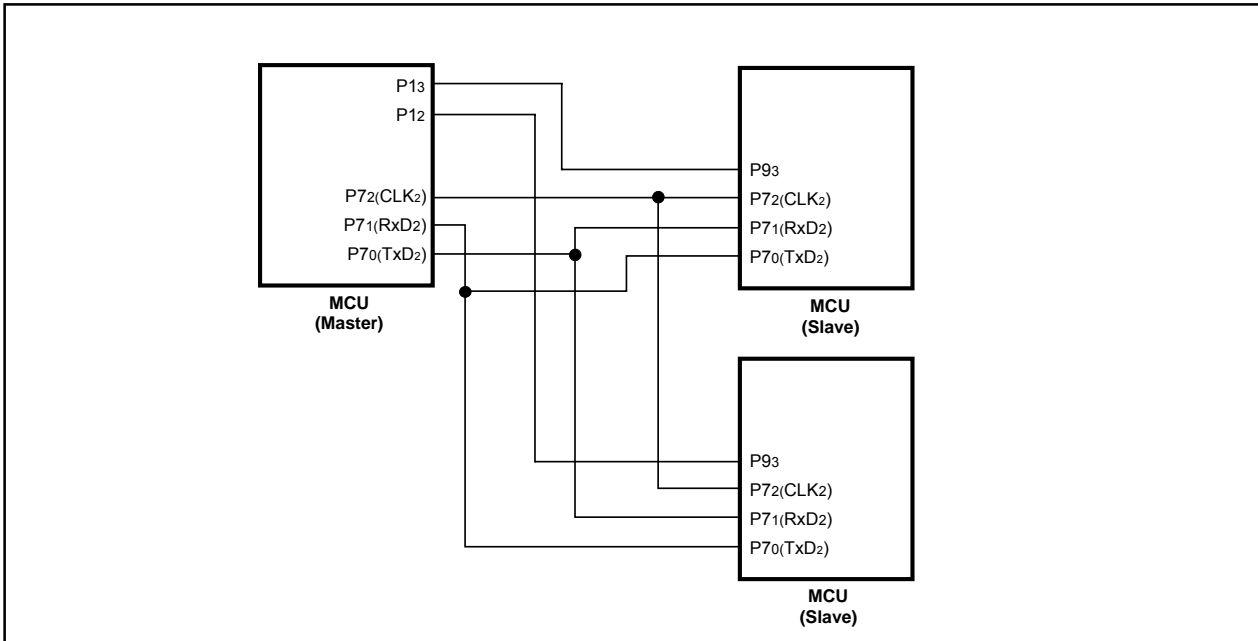 P13
P12
P72(CLK2)
P71(RxD2)
P70(TxD2)
MCU
(Master)
P93
P72(CLK2)
P71(RxD2)
P70(TxD2)
MCU
(Slave)
P93
P72(CLK2)
P71(RxD2)
P70(TxD2)
MCU
(Slave)